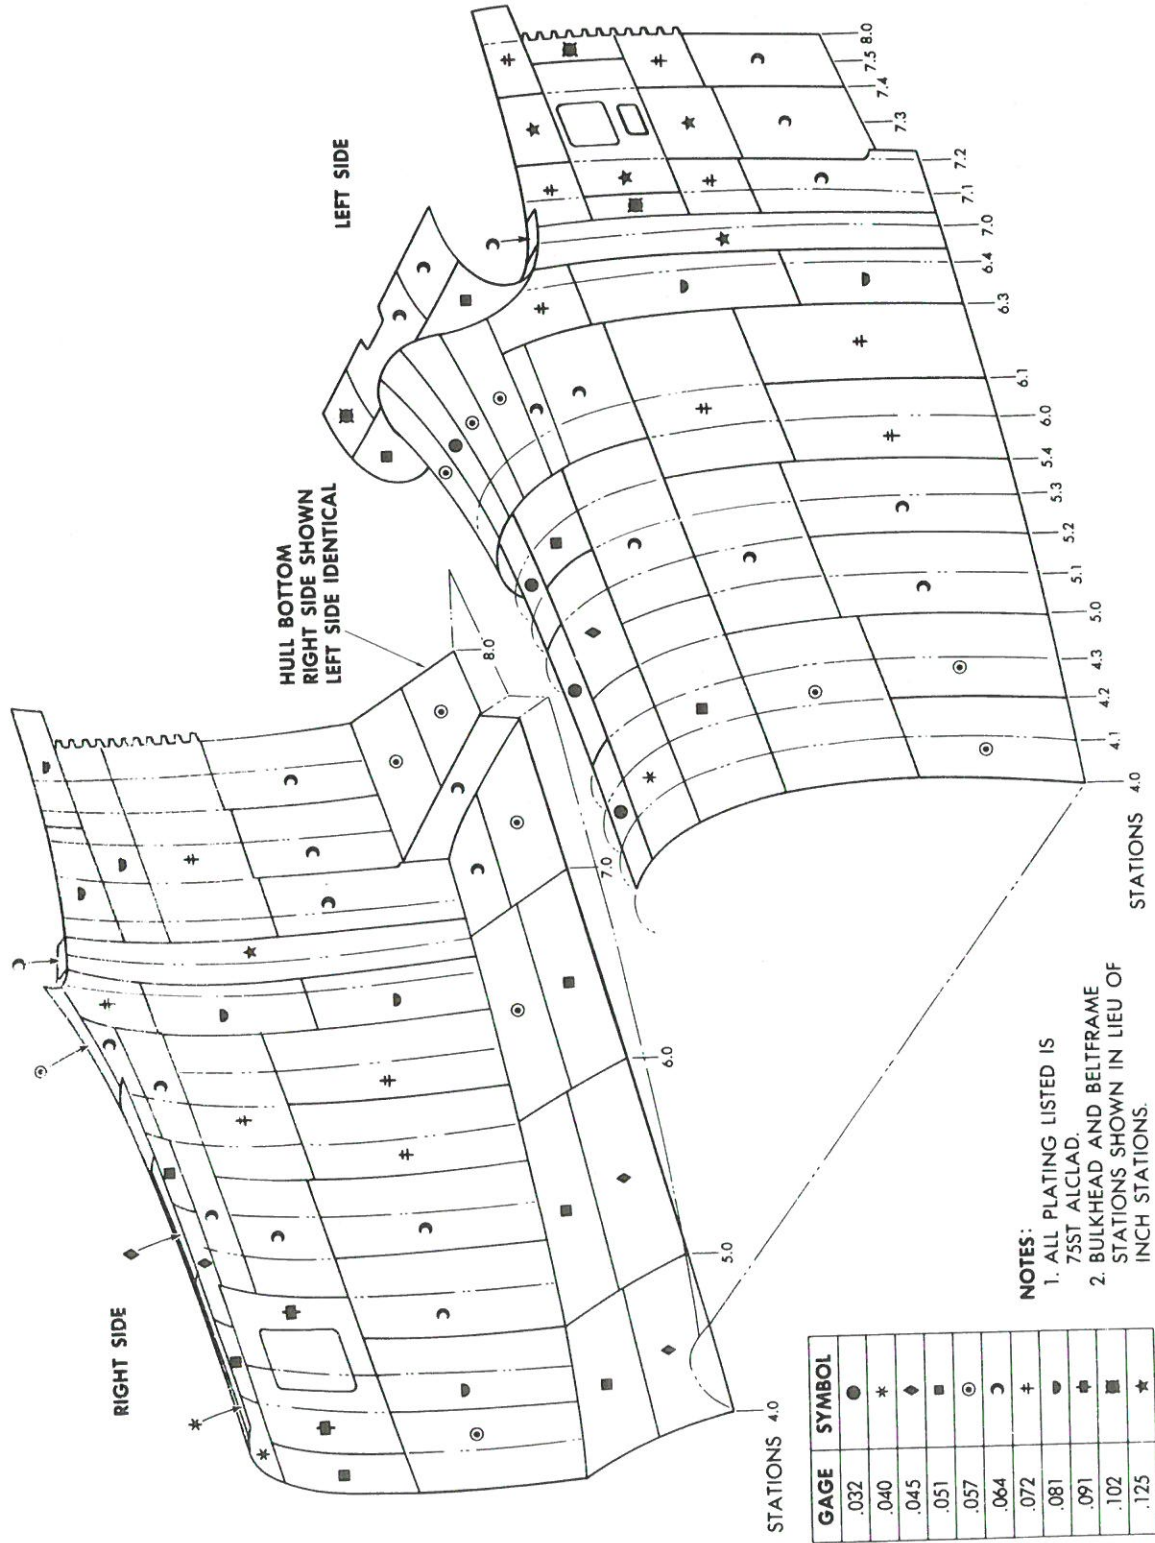 RIGHT SIDE
HULL BOTTOM
RIGHT SIDE SHOWN
LEFT SIDE IDENTICAL
LEFT SIDE
8.0
7.0
6.0
5.0
STATIONS 4.0
STATIONS 4.0
4.1
4.2
4.3
5.0
5.1
5.2
5.3
5.4
6.0
6.1
6.3
6.4
7.0
7.1
7.2
7.3
7.4
7.5
8.0
GAGE SYMBOL
.032
.040
.045
.051
.057
.064
.072
.081
.091
.102
.125
NOTES:
1. ALL PLATING LISTED IS
75ST ALCLAD.
2. BULKHEAD AND BELTFRAME
STATIONS SHOWN IN LIEU OF
INCH STATIONS.